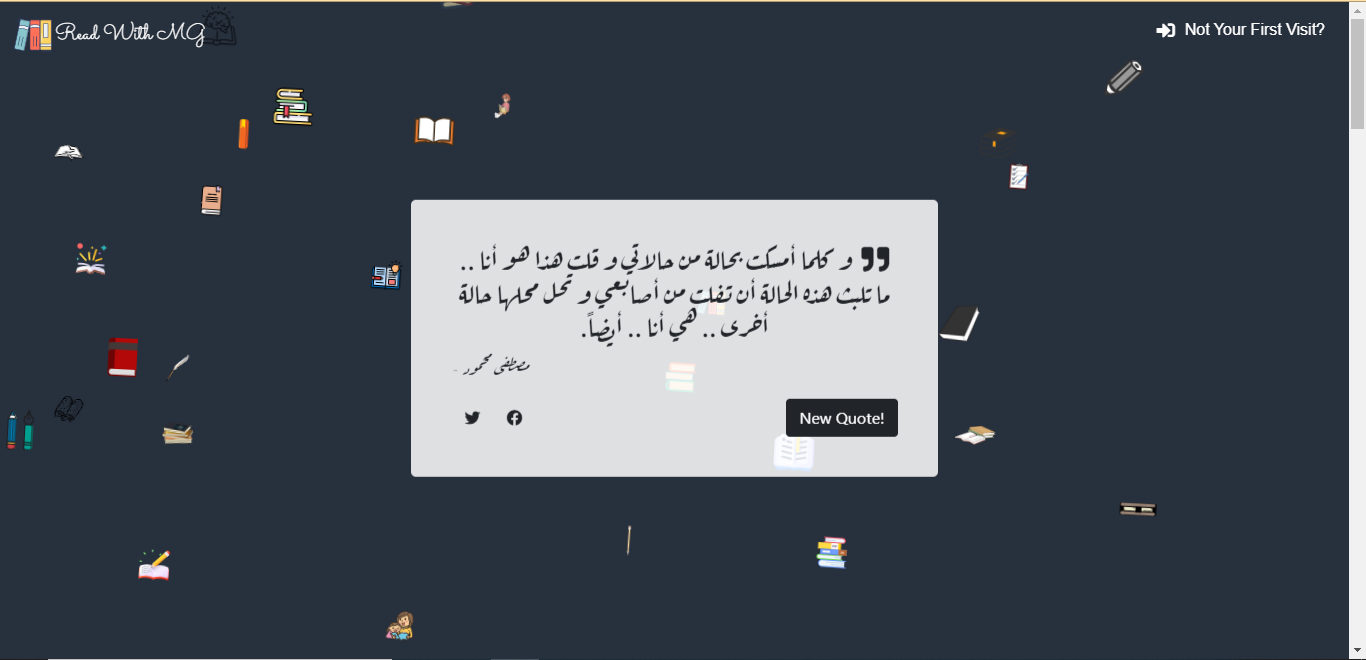 Read With MG
Not Your First Visit?
و كلما أمسكت بحالة من حالاتي و قلت هذا هو أنا ..
ما تلبث هذه الحالة أن تفلت من أصابعي و تحل محلها حالة
أخرى .. هي أنا .. أيضاً.
مصطفى محمود -
New Quote!